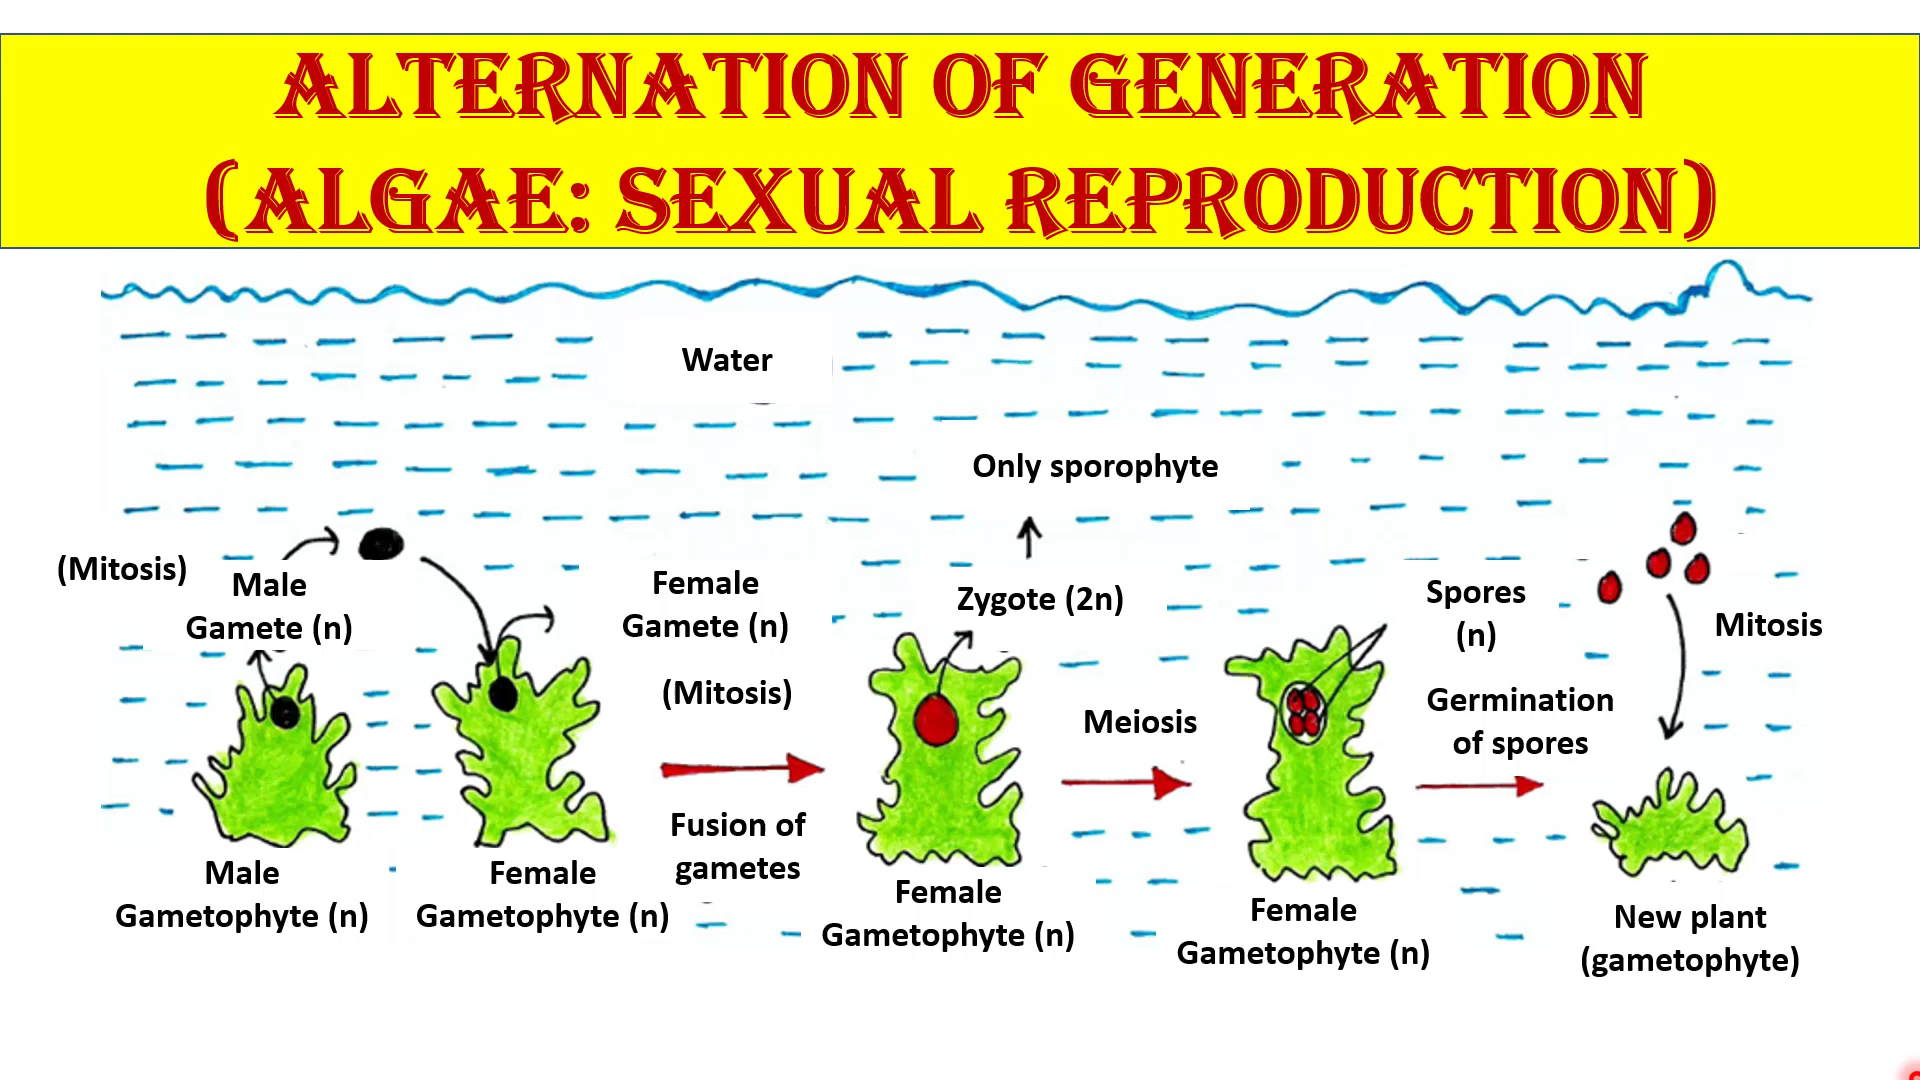 ALTERNATION OF GENERATION
(ALGAE: SEXUAL REPRODUCTION)
Water
Only sporophyte
(Mitosis)
Male
Gamete (n)
Female
Gamete (n)
(Mitosis)
Zygote (2n)
Spores
(n)
Mitosis
Meiosis
Germination
of spores
Fusion of
gametes
Male
Gametophyte (n)
Female
Gametophyte (n)
Female
Gametophyte (n)
Female
Gametophyte (n)
New plant
(gametophyte)